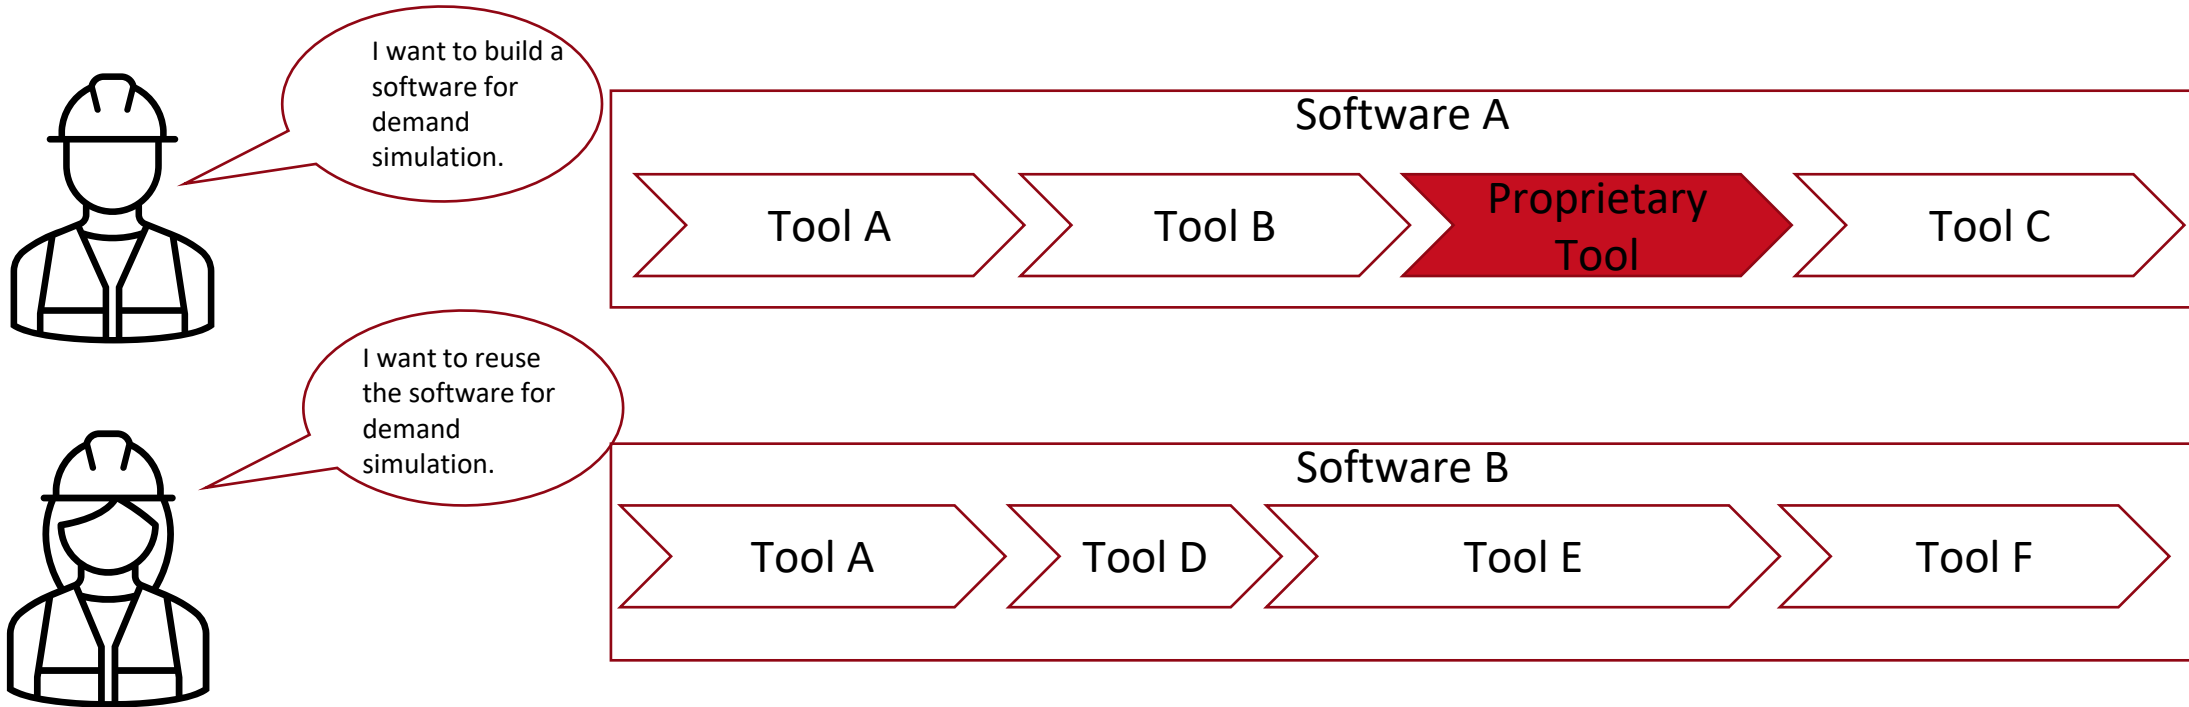 I want to build a
software for
demand
simulation.
Software A
Tool A
Tool B
Proprietary
Tool
Tool C
I want to reuse
the software for
demand
simulation.
Software B
Tool A
Tool D
Tool E
Tool F